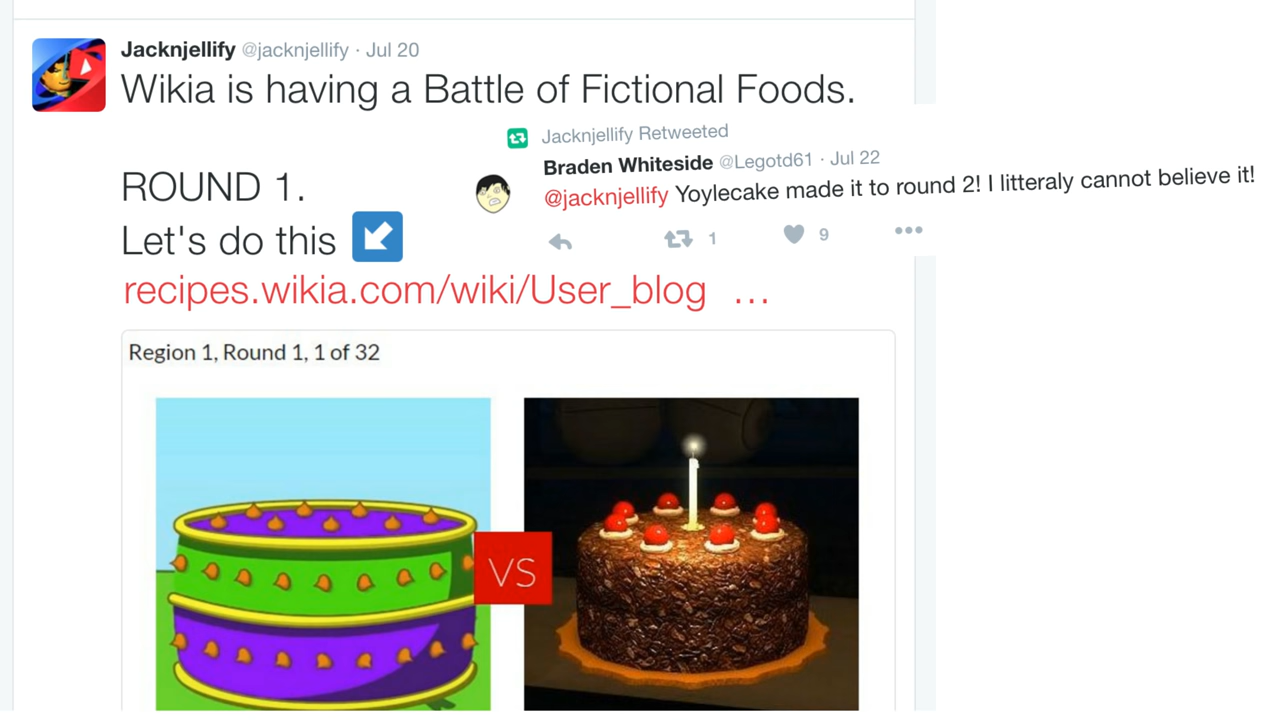 Jacknjellify @jacknjellify · Jul 20
Wikia is having a Battle of Fictional Foods.
Jacknjellify Retweeted
Braden Whiteside @Legotd61 · Jul 22
@jacknjellify Yoylecake made it to round 2! I litteraly cannot believe it!
1 9
ROUND 1.
Let's do this
recipes.wikia.com/wiki/User_blog ...
Region 1, Round 1, 1 of 32
VS